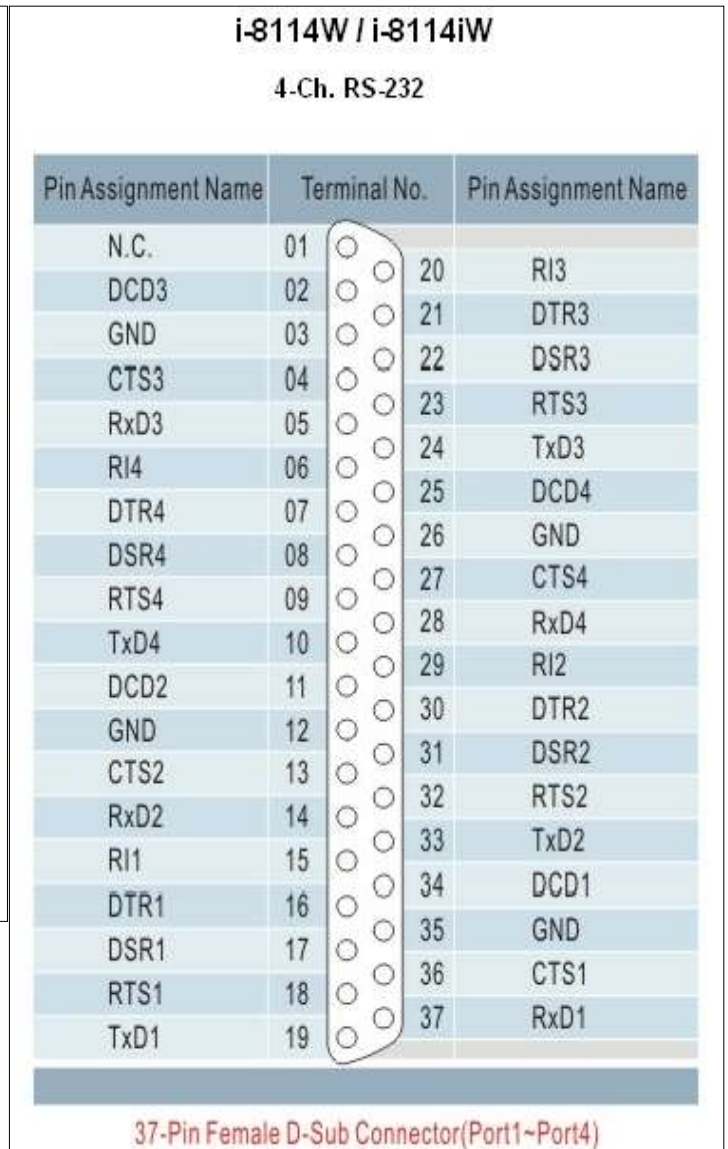 i-8114W / i-8114iW
4-Ch. RS-232
Pin Assignment Name Terminal No. Pin Assignment Name
N.C. 01
20 RI3
DCD3 02
21 DTR3
GND 03
22 DSR3
CTS3 04
23 RTS3
RxD3 05
24 TxD3
RI4 06
25 DCD4
DTR4 07
26 GND
DSR4 08
27 CTS4
RTS4 09
28 RxD4
TxD4 10
29 RI2
DCD2 11
30 DTR2
GND 12
31 DSR2
CTS2 13
32 RTS2
RxD2 14
33 TxD2
RI1 15
34 DCD1
DTR1 16
35 GND
DSR1 17
36 CTS1
RTS1 18
37 RxD1
TxD1 19
37-Pin Female D-Sub Connector(Port1~Port4)